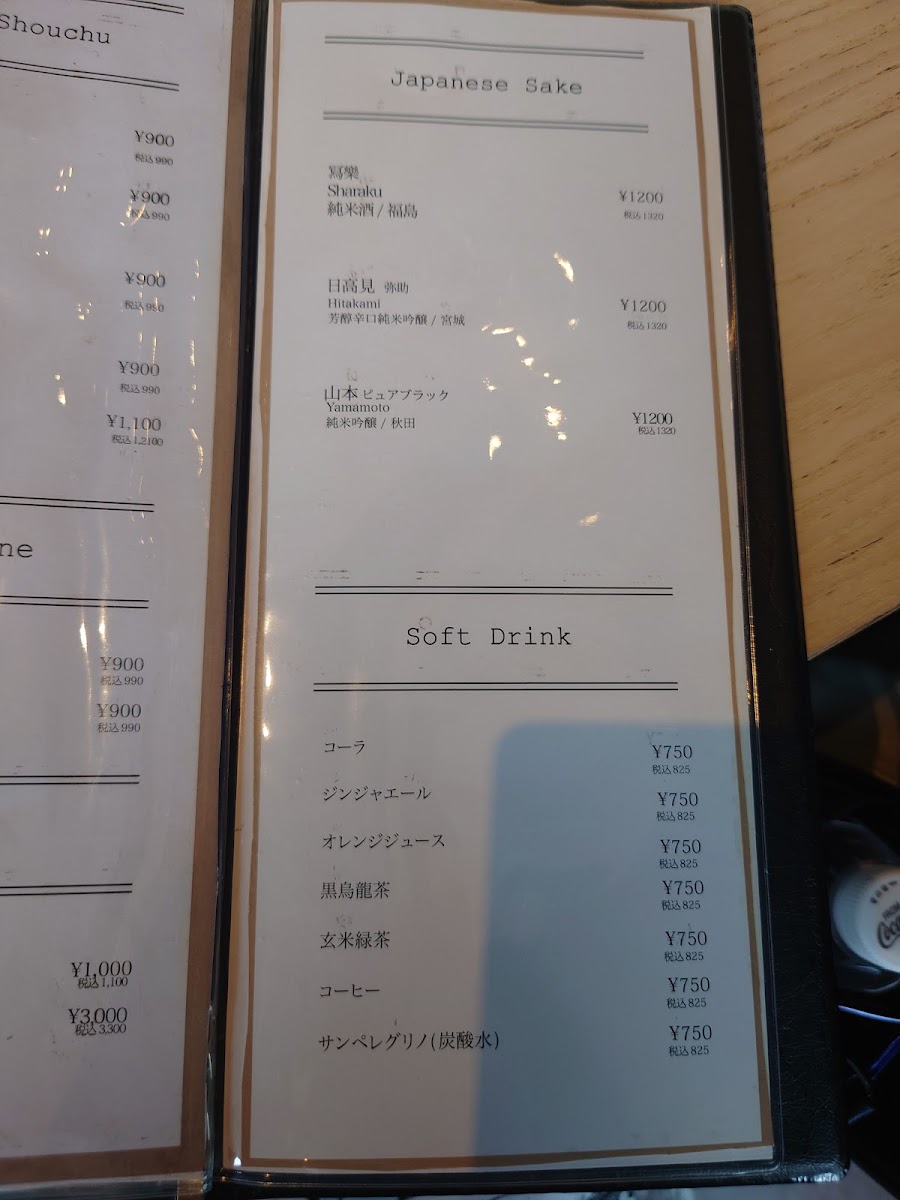 Shouchu
¥900
税込990
¥900
税込990
¥900
税込990
¥900
税込990
¥1,100
税込1,2100
ne
¥900
税込990
¥900
税込990
¥1,000
税込1,100
¥3,000
税込3,300
Japanese Sake
冩樂
Sharaku
純米酒 / 福島
¥1200
税込1320
日高見 弥助
Hitakami
芳醇辛口純米吟醸 / 宮城
¥1200
税込1320
山本 ピュアブラック
Yamamoto
純米吟醸 / 秋田
¥1200
税込1320
Soft Drink
コーラ ¥750
税込825
ジンジャエール ¥750
税込825
オレンジジュース ¥750
税込825
黒烏龍茶 ¥750
税込825
玄米緑茶 ¥750
税込825
コーヒー ¥750
税込825
サンペレグリノ(炭酸水) ¥750
税込825
FROM